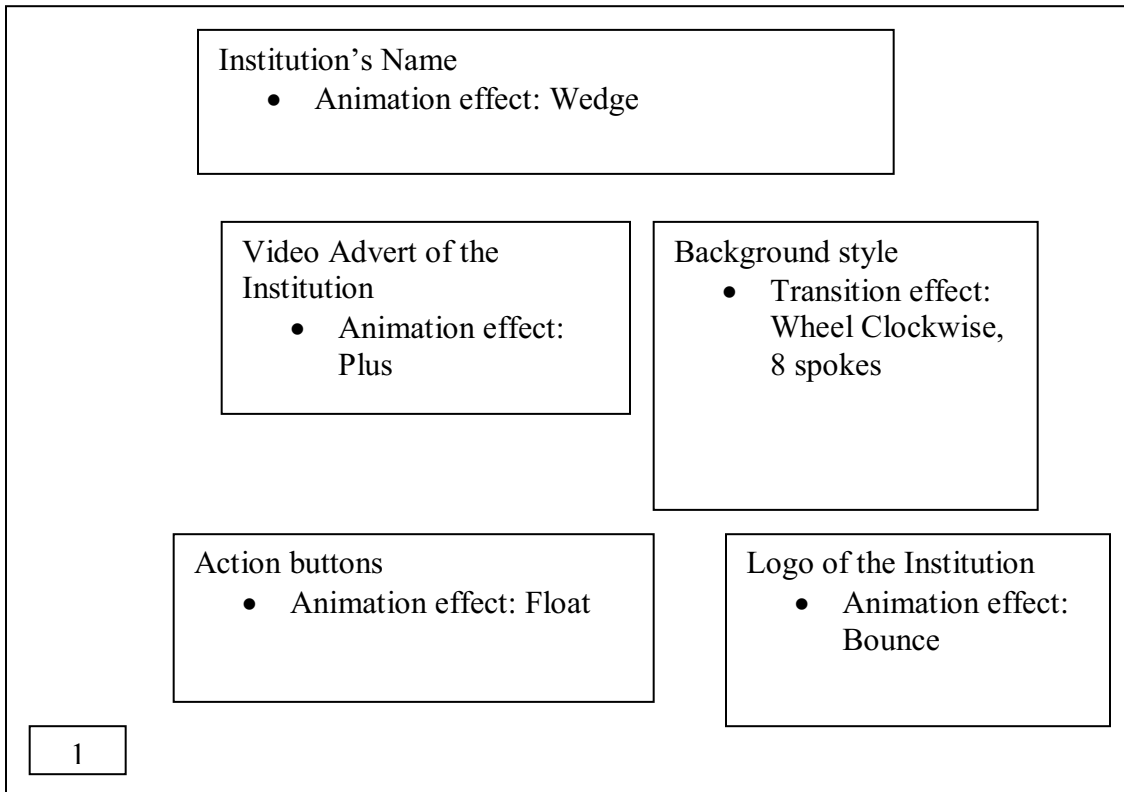 Institution’s Name
• Animation effect: Wedge
Video Advert of the
Institution
• Animation effect:
Plus
Background style
• Transition effect:
Wheel Clockwise,
8 spokes
Action buttons
• Animation effect: Float
Logo of the Institution
• Animation effect:
Bounce
1